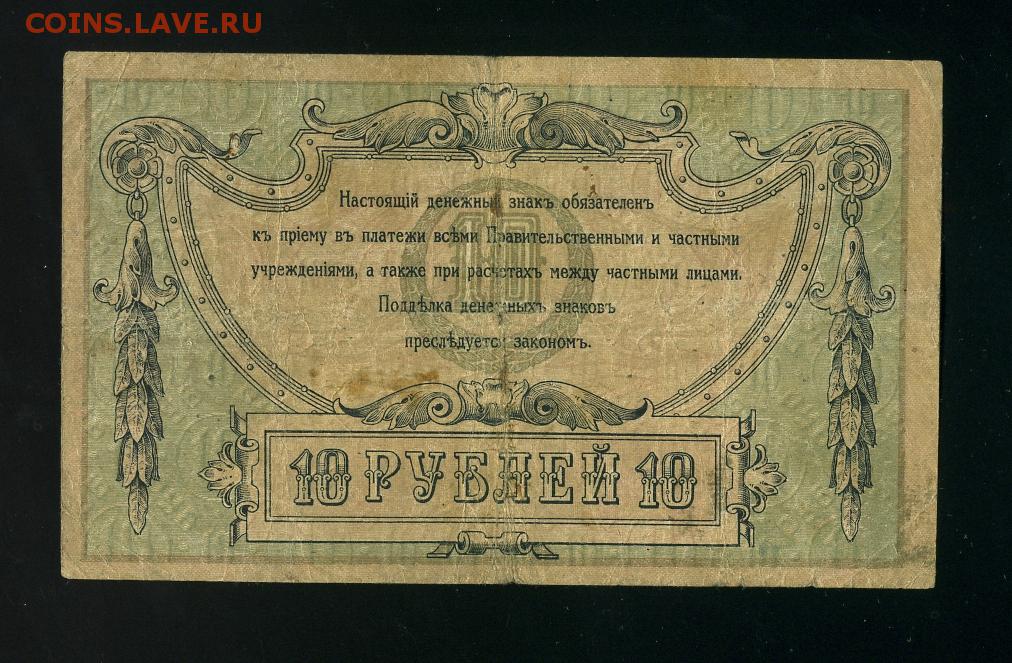 COINS.LAVE.RU
Настоящій денежный знакъ обязателенъ
къ пріему въ платежи всѣми Правительственными и частными
учрежденіями, а также при расчетахъ между частными лицами.
Поддѣлка денежныхъ знаковъ
преслѣдуется закономъ.
10 РУБЛЕЙ 10